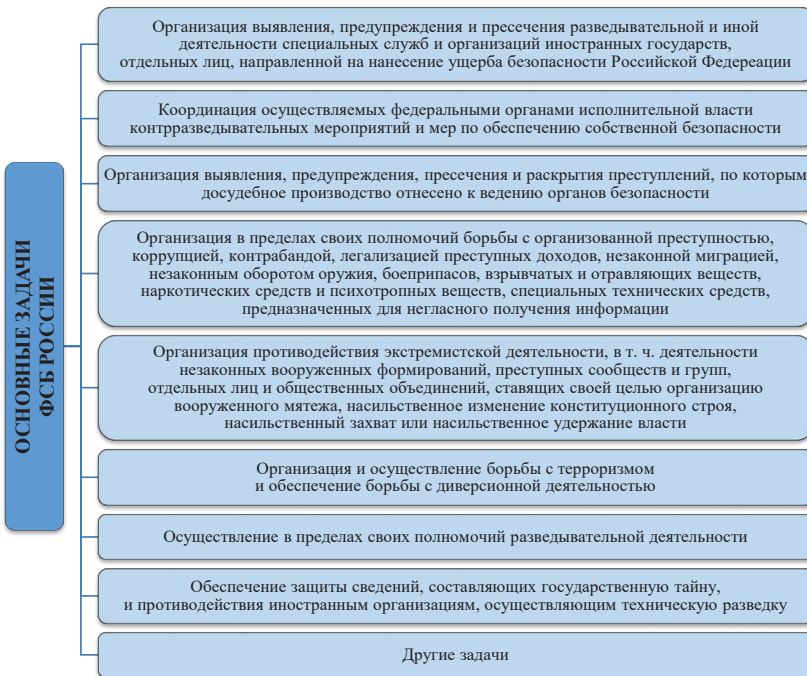 ОСНОВНЫЕ ЗАДАЧИ
ФСБ РОССИИ
Организация выявления, предупреждения и пресечения разведывательной и иной
деятельности специальных служб и организаций иностранных государств,
отдельных лиц, направленной на нанесение ущерба безопасности Российской Федереации
Координация осуществляемых федеральными органами исполнительной власти
контрразведывательных мероприятий и мер по обеспечению собственной безопасности
Организация выявления, предупреждения, пресечения и раскрытия преступлений, по которым
досудебное производство отнесено к ведению органов безопасности
Организация в пределах своих полномочий борьбы с организованной преступностью,
коррупцией, контрабандой, легализацией преступных доходов, незаконной миграцией,
незаконным оборотом оружия, боеприпасов, взрывчатых и отравляющих веществ,
наркотических средств и психотропных веществ, специальных технических средств,
предназначенных для негласного получения информации
Организация противодействия экстремистской деятельности, в т. ч. деятельности
незаконных вооруженных формирований, преступных сообществ и групп,
отдельных лиц и общественных объединений, ставящих своей целью организацию
вооруженного мятежа, насильственное изменение конституционного строя,
насильственный захват или насильственное удержание власти
Организация и осуществление борьбы с терроризмом
и обеспечение борьбы с диверсионной деятельностью
Осуществление в пределах своих полномочий разведывательной деятельности
Обеспечение защиты сведений, составляющих государственную тайну,
и противодействия иностранным организациям, осуществляющим техническую разведку
Другие задачи